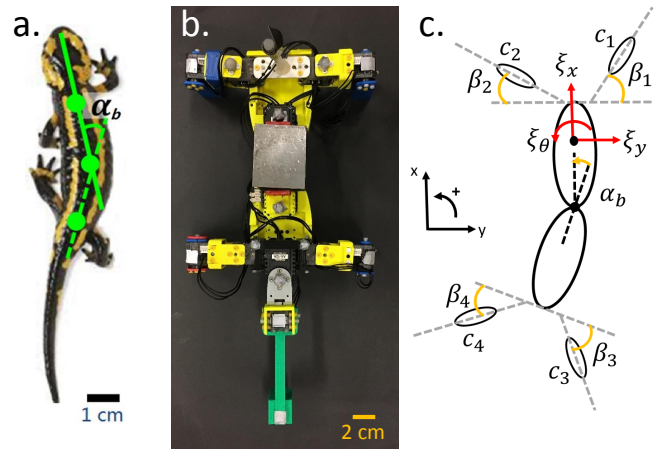 a.
α_b
1 cm
b.
2 cm
c.
c_2
c_1
β_2
β_1
ξ_x
ξ_θ
ξ_y
x
+
y
α_b
β_4
c_4
c_3
β_3